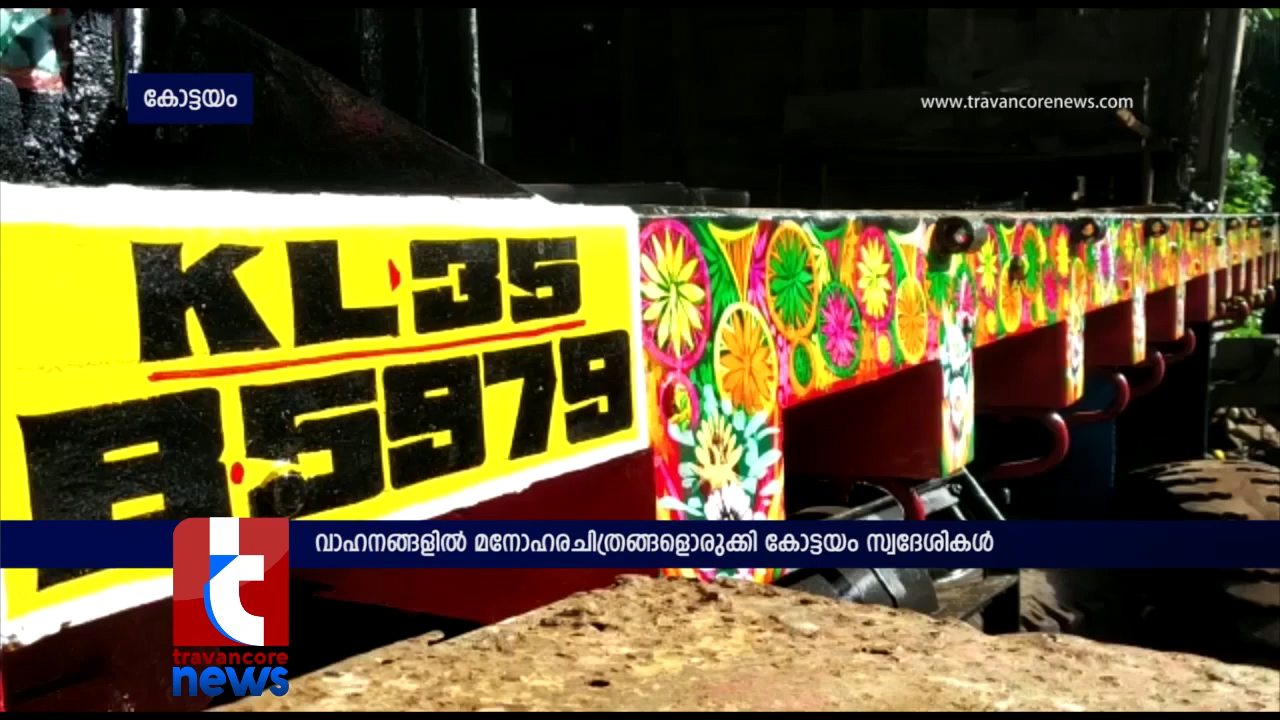 കോട്ടയം
www.travancorenews.com
KL35
B5979
വാഹനങ്ങളിൽ മനോഹരചിത്രങ്ങളൊരുക്കി കോട്ടയം സ്വദേശികൾ
t
travancore
news